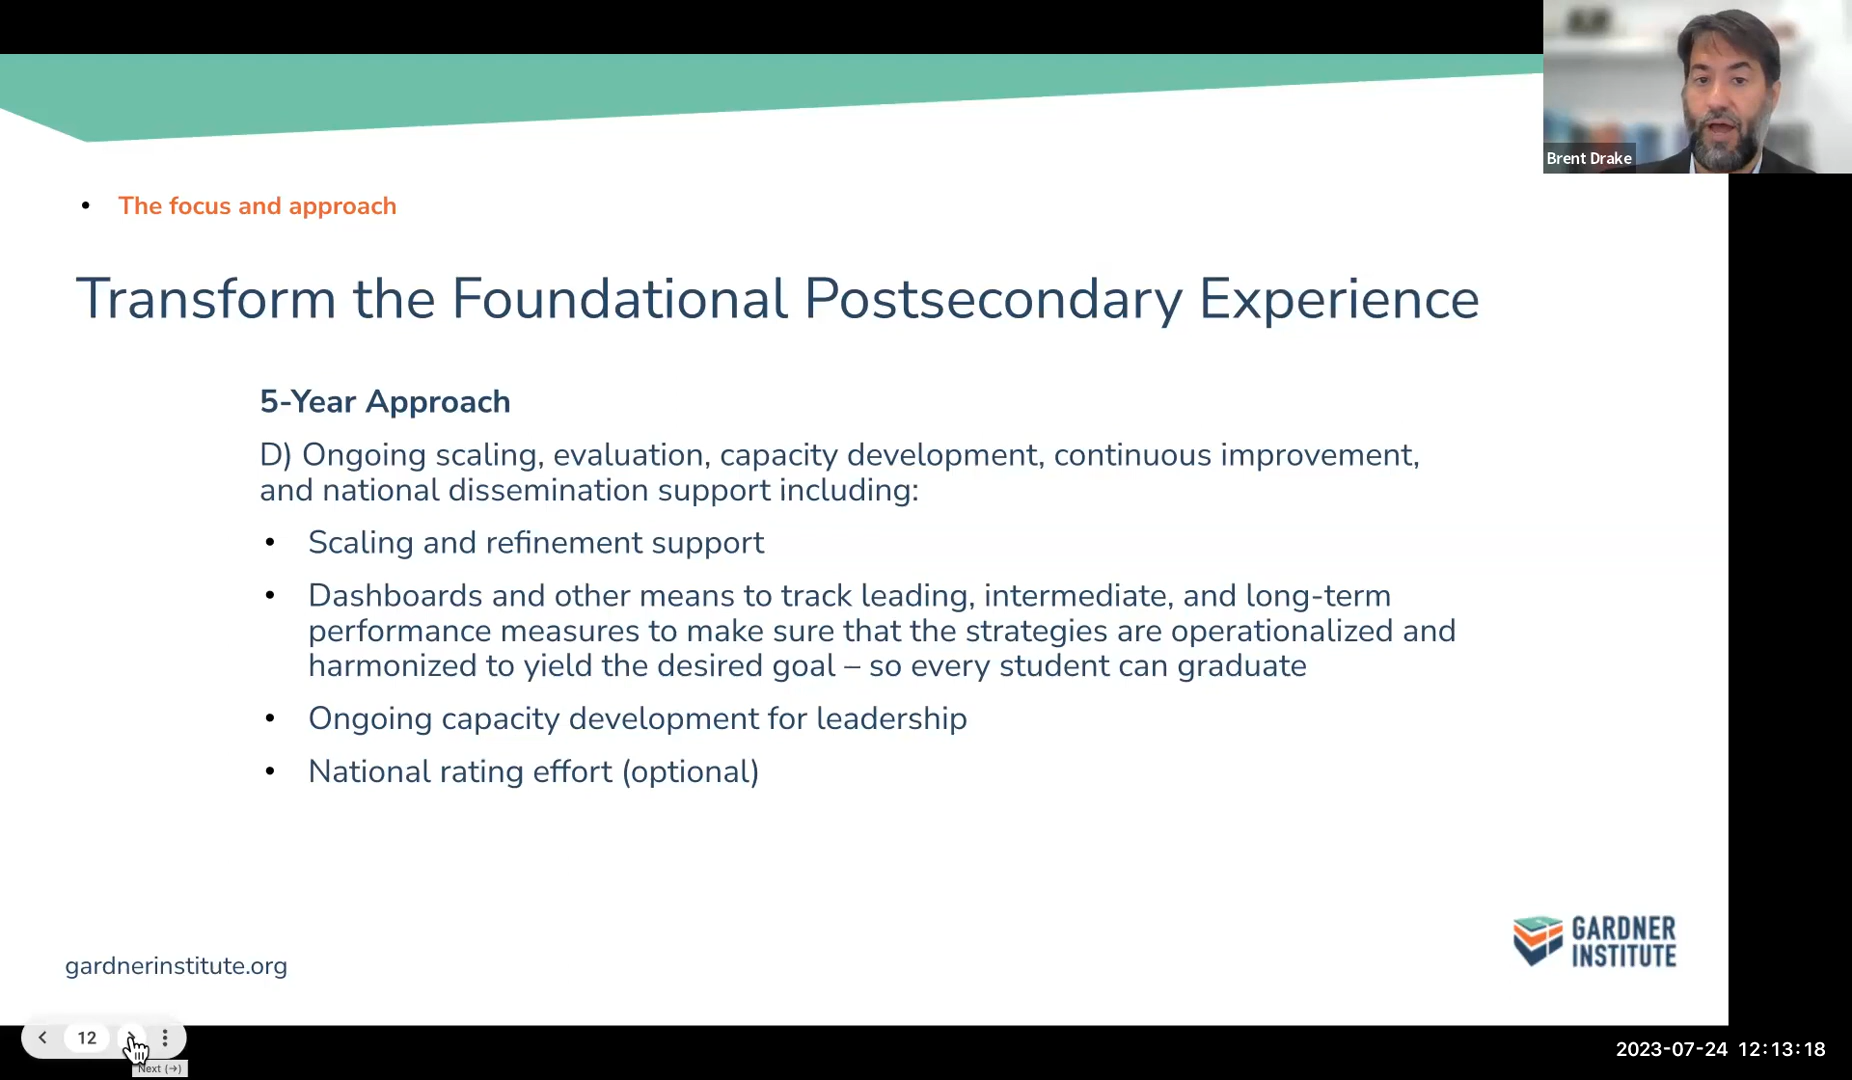 Brent Drake
• The focus and approach
Transform the Foundational Postsecondary Experience
5-Year Approach
D) Ongoing scaling, evaluation, capacity development, continuous improvement,
and national dissemination support including:
• Scaling and refinement support
• Dashboards and other means to track leading, intermediate, and long-term
performance measures to make sure that the strategies are operationalized and
harmonized to yield the desired goal – so every student can graduate
• Ongoing capacity development for leadership
• National rating effort (optional)
GARDNER
INSTITUTE
gardnerinstitute.org
12
Next (→)
2023-07-24 12:13:18